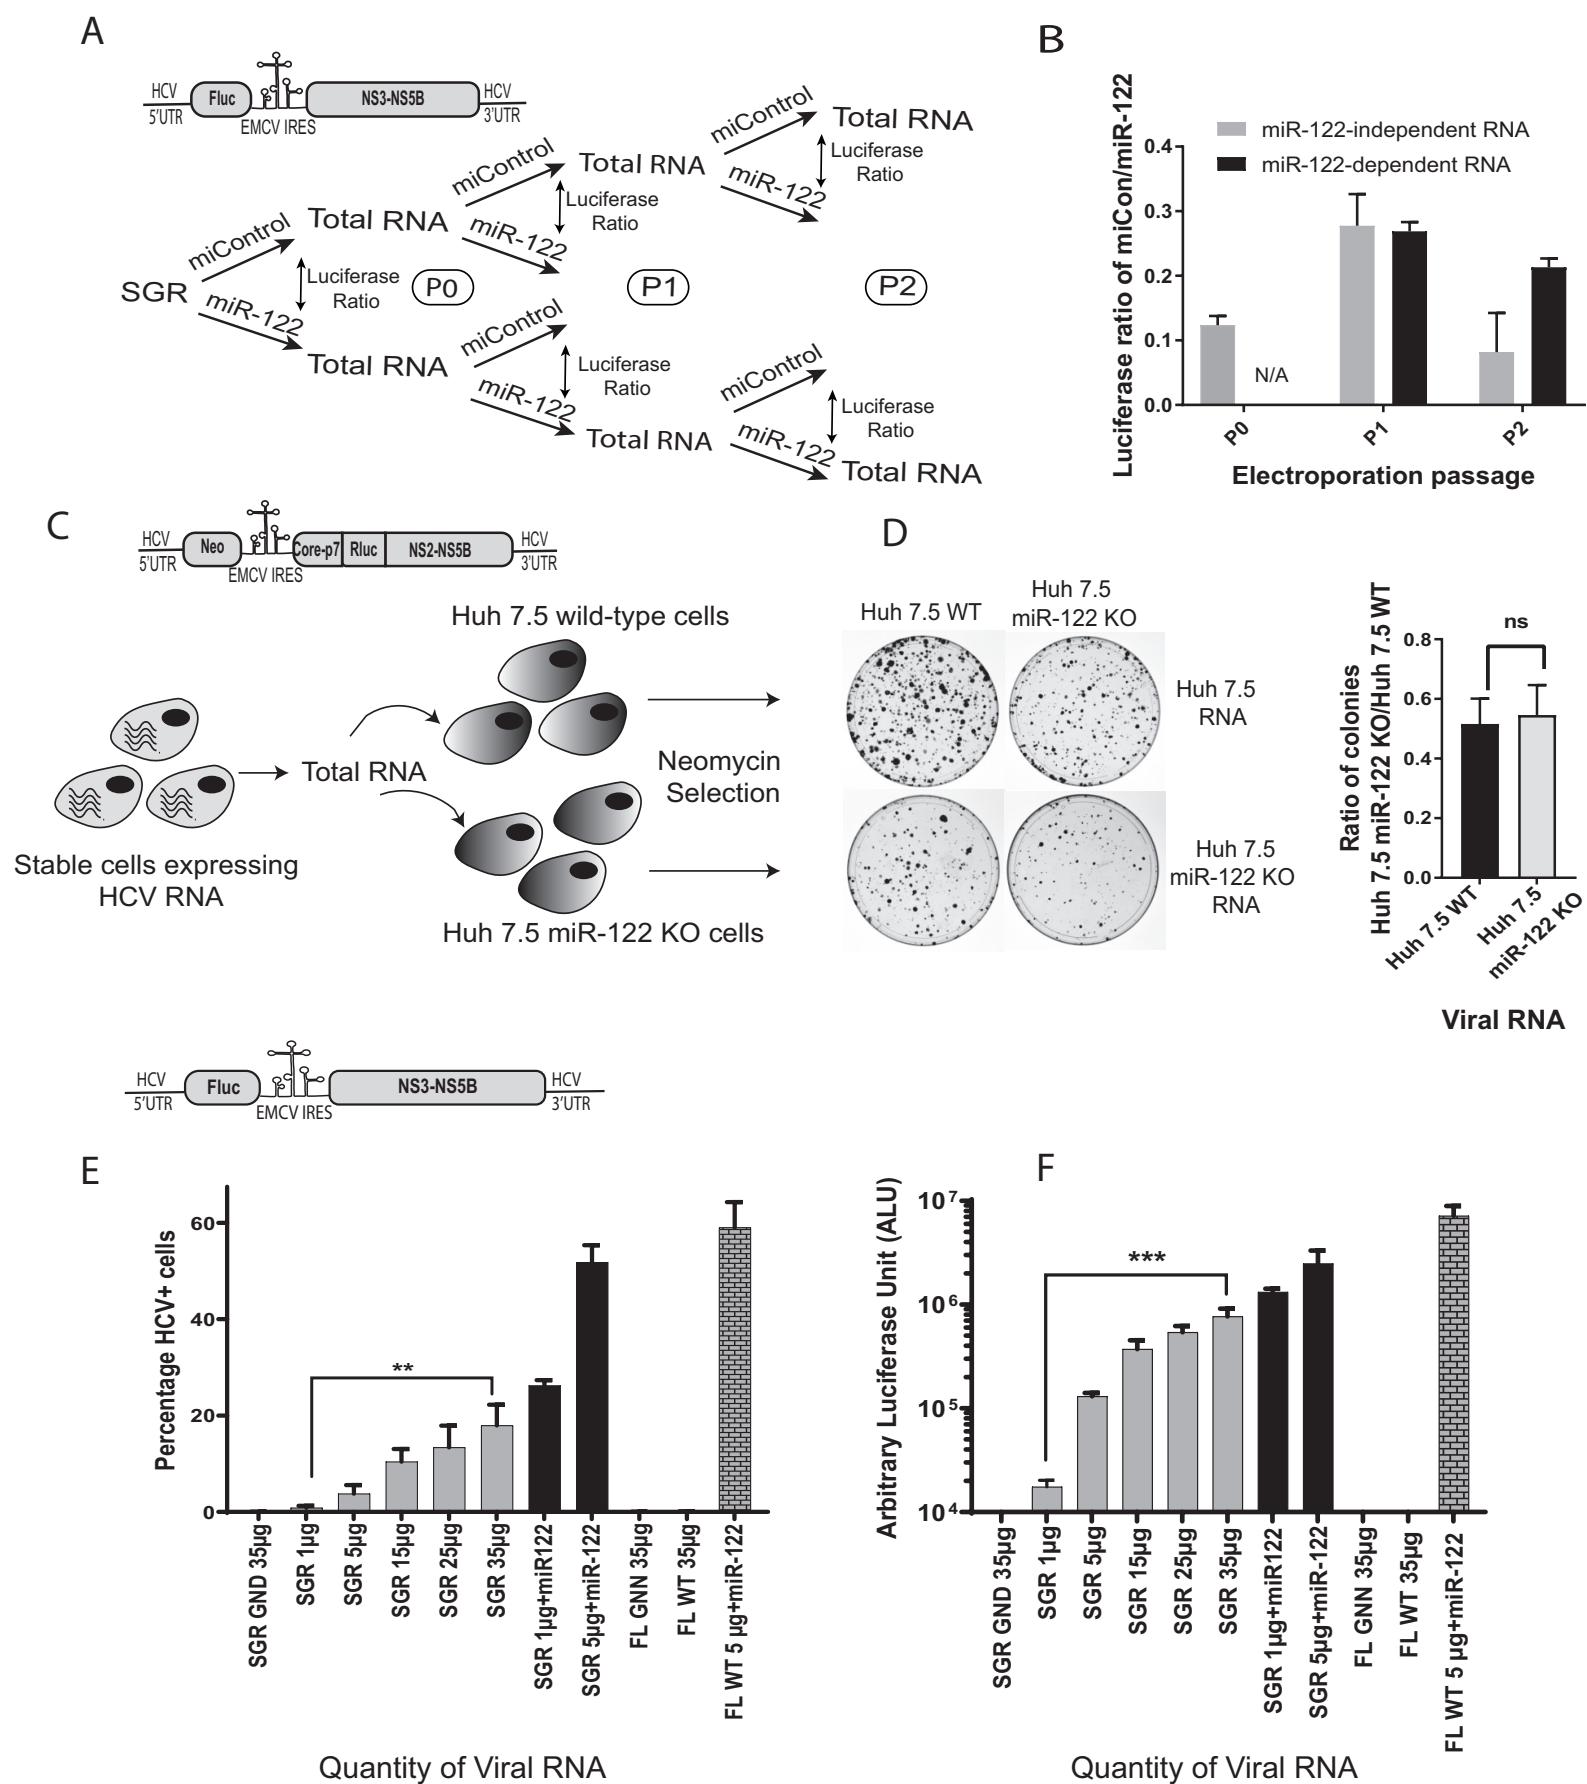 A
HCV
5'UTR
Fluc
EMCV IRES
NS3-NS5B
HCV
3'UTR
SGR
miControl
miR-122
Luciferase
Ratio
Total RNA
Total RNA
P0
miControl
miR-122
Luciferase
Ratio
Total RNA
miControl
miR-122
Luciferase
Ratio
Total RNA
P1
miControl
miR-122
Luciferase
Ratio
Total RNA
miControl
miR-122
Luciferase
Ratio
Total RNA
P2
B
Luciferase ratio of miCon/miR-122
miR-122-independent RNA
miR-122-dependent RNA
0.4
0.3
0.2
0.1
0.0
N/A
P0
P1
P2
Electroporation passage
C
HCV
5'UTR
Neo
EMCV IRES
Core-p7
Rluc
NS2-NS5B
HCV
3'UTR
Huh 7.5 wild-type cells
Total RNA
Neomycin
Selection
Stable cells expressing
HCV RNA
Huh 7.5 miR-122 KO cells
D
Huh 7.5 WT
Huh 7.5
miR-122 KO
Huh 7.5
RNA
Huh 7.5
miR-122 KO
RNA
Ratio of colonies
Huh 7.5 miR-122 KO/Huh 7.5 WT
ns
0.8
0.6
0.4
0.2
0.0
Huh 7.5 WT
Huh 7.5
miR-122 KO
Viral RNA
HCV
5'UTR
Fluc
EMCV IRES
NS3-NS5B
HCV
3'UTR
E
Percentage HCV+ cells
60
40
20
0
**
SGR GND 35µg
SGR 1µg
SGR 5µg
SGR 15µg
SGR 25µg
SGR 35µg
SGR 1µg+miR122
SGR 5µg+miR-122
FL GNN 35µg
FL WT 35µg
FL WT 5 µg+miR-122
Quantity of Viral RNA
F
Arbitrary Luciferase Unit (ALU)
10⁷
10⁶
10⁵
10⁴
***
SGR GND 35µg
SGR 1µg
SGR 5µg
SGR 15µg
SGR 25µg
SGR 35µg
SGR 1µg+miR122
SGR 5µg+miR-122
FL GNN 35µg
FL WT 35µg
FL WT 5 µg+miR-122
Quantity of Viral RNA